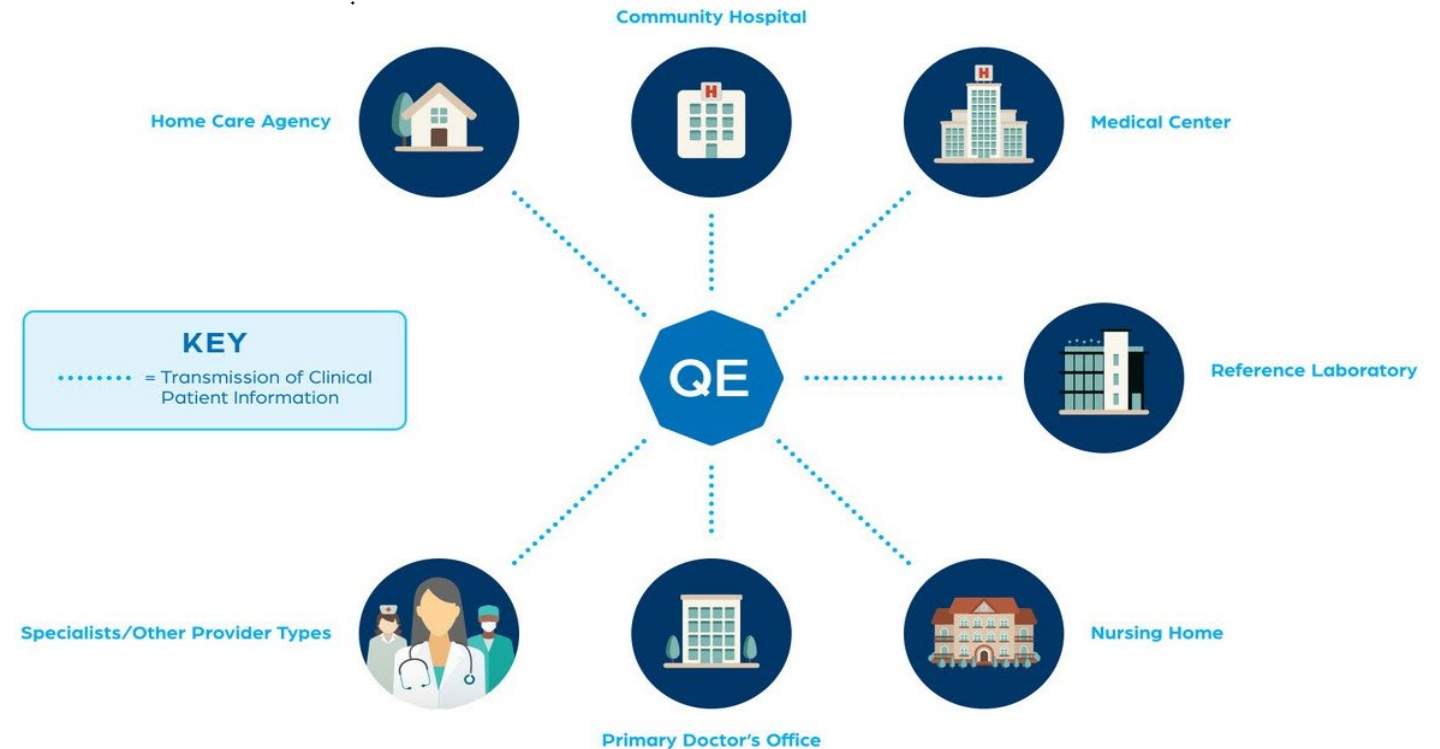 Community Hospital
H
H
Home Care Agency
Medical Center
KEY
= Transmission of Clinical
Patient Information
QE
Reference Laboratory
Specialists/Other Provider Types
Nursing Home
Primary Doctor's Office